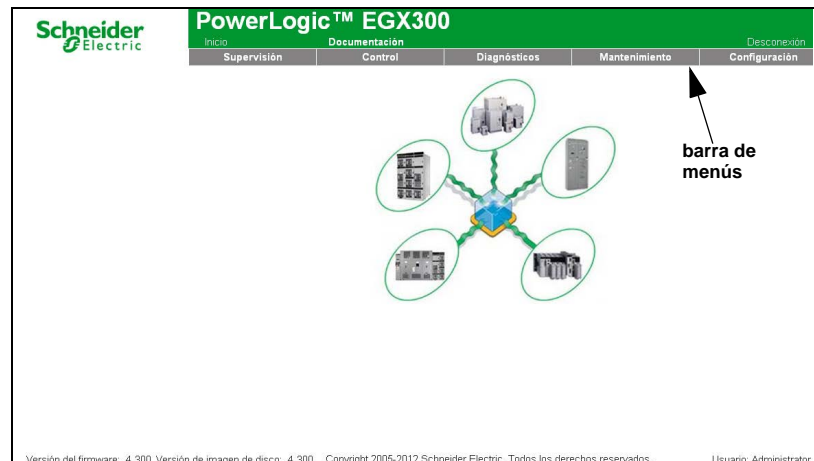 Schneider
Electric
PowerLogic™ EGX300
Inicio Documentación Desconexión
Supervisión Control Diagnósticos Mantenimiento Configuración
barra de
menús
Versión del firmware: 4.300 Versión de imagen de disco: 4.300 Copyright 2005-2012 Schneider Electric. Todos los derechos reservados. Usuario: Administrator